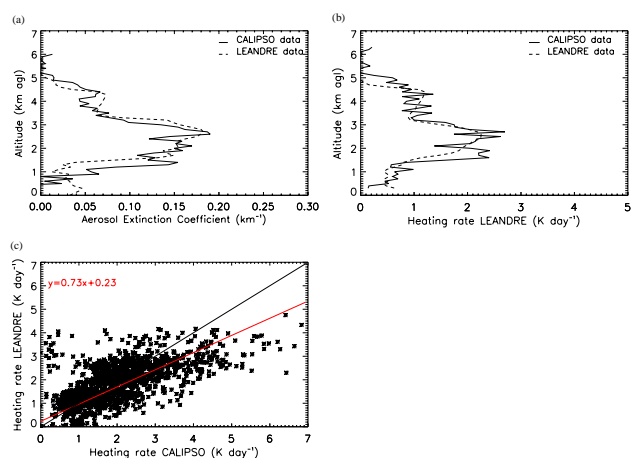 (a)
CALIPSO data
LEANDRE data
7
6
5
4
3
2
1
0
Altitude (Km agl)
0.00 0.05 0.10 0.15 0.20 0.25 0.30
Aerosol Extinction Coefficient (km⁻¹)
(b)
CALIPSO data
LEANDRE data
7
6
5
4
3
2
1
0
Altitude (Km agl)
0 1 2 3 4 5
Heating rate LEANDRE (K day⁻¹)
(c)
y=0.73x+0.23
7
6
5
4
3
2
1
0
Heating rate LEANDRE (K day⁻¹)
0 1 2 3 4 5 6 7
Heating rate CALIPSO (K day⁻¹)